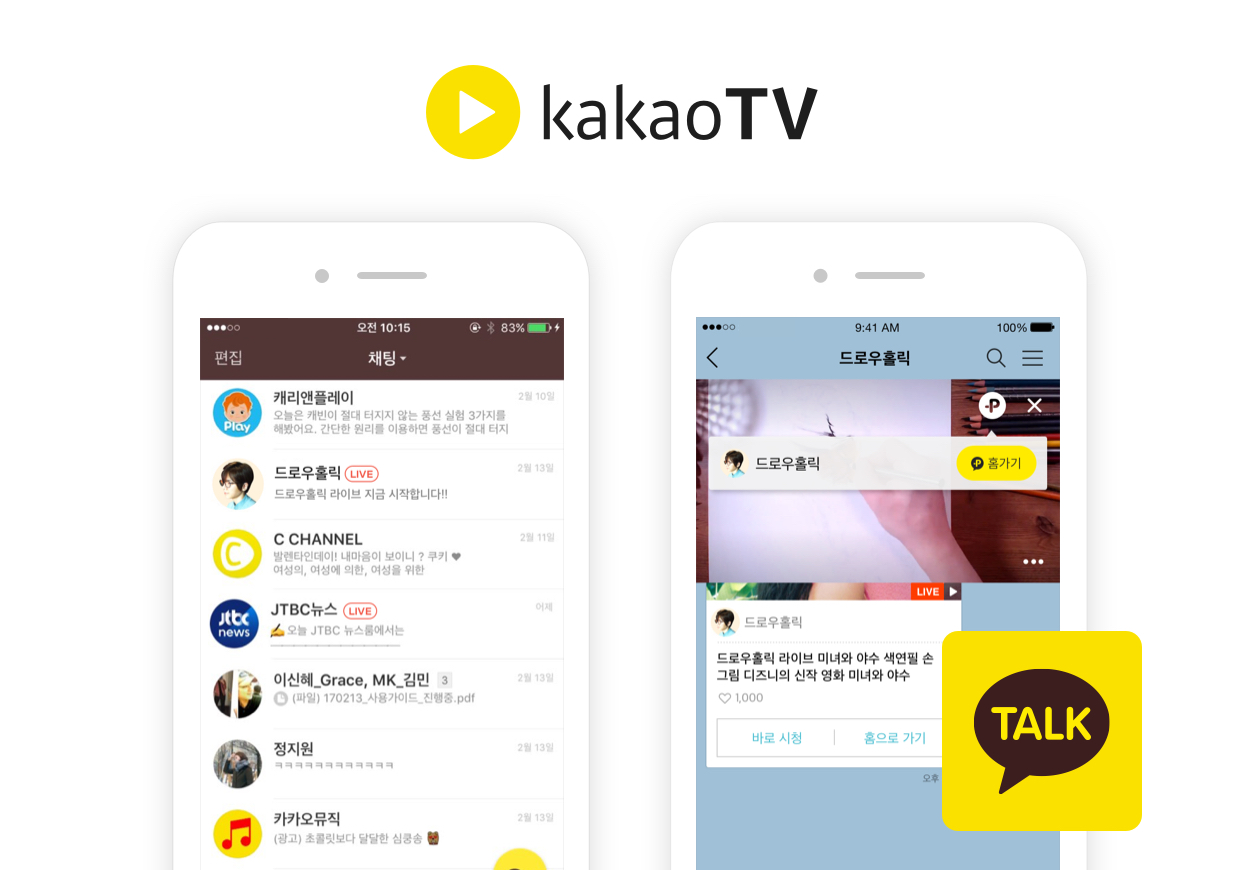 kakaoTV
오전 10:15
83%
편집
채팅
캐리앤플레이
2월 10일
오늘은 캐빈이 절대 터지지 않는 풍선 실험 3가지를
해봤어요. 간단한 원리를 이용하면 풍선이 절대 터지
Play
드로우홀릭 LIVE
2월 13일
드로우홀릭 라이브 지금 시작합니다!!
C CHANNEL
2월 11일
발렌타인데이! 내마음이 보이니 ? 쿠키 ♥
여성의, 여성에 의한, 여성을 위한
C
JTBC뉴스 LIVE
어제
✍️오늘 JTBC 뉴스룸에서는
jtbc
news
이신혜_Grace, MK_김민 3
2월 13일
(파일) 170213_사용가이드_진행중.pdf
정지원
2월 13일
ㅋㅋㅋㅋㅋㅋㅋㅋㅋㅋㅋㅋ
카카오뮤직
2월 13일
(광고) 초콜릿보다 달달한 심쿵송
9:41 AM
100%
드로우홀릭
P
드로우홀릭
홈가기
LIVE
드로우홀릭
드로우홀릭 라이브 미녀와 야수 색연필 손
그림 디즈니의 신작 영화 미녀와 야수
1,000
바로 시청
홈으로 가기
오후
TALK